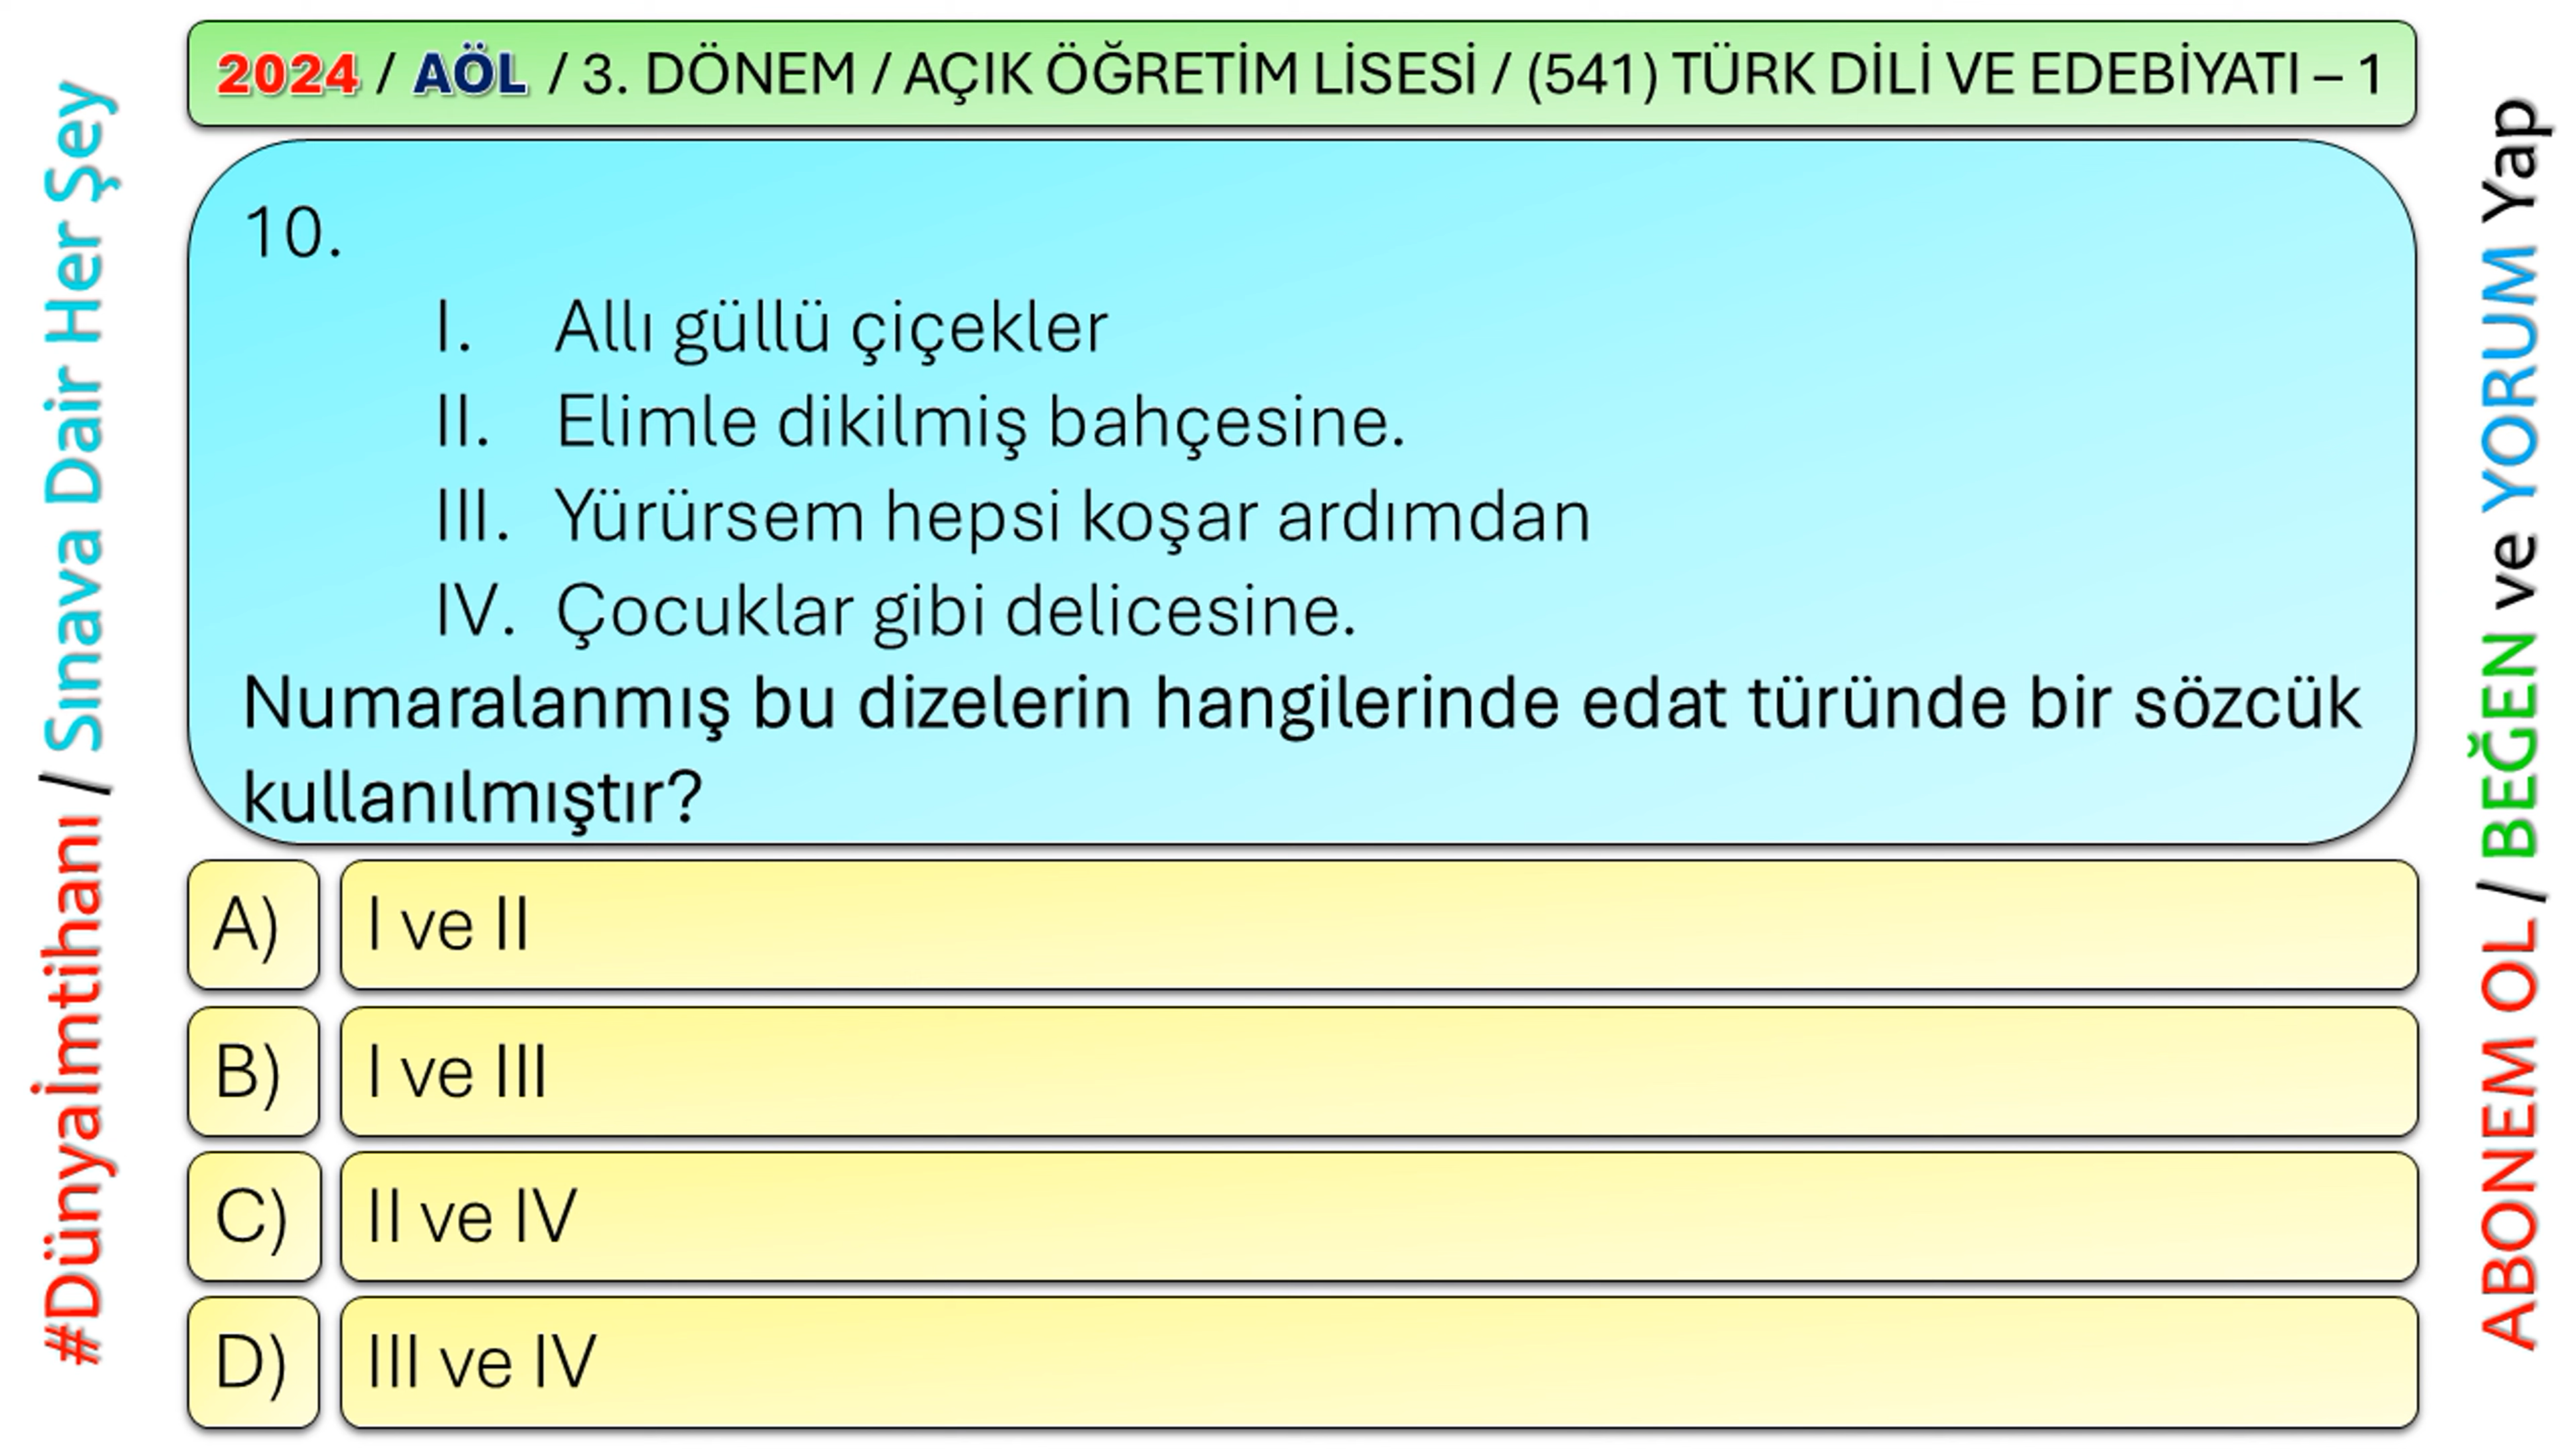 2024 / AÖL / 3. DÖNEM / AÇIK ÖĞRETİM LİSESİ / (541) TÜRK DİLİ VE EDEBİYATI – 1
#Dünyaİmtihanı / Sınava Dair Her Şey
10.
I. Allı güllü çiçekler
II. Elimle dikilmiş bahçesine.
III. Yürürsem hepsi koşar ardımdan
IV. Çocuklar gibi delicesine.
Numaralanmış bu dizelerin hangilerinde edat türünde bir sözcük
kullanılmıştır?
A) I ve II
B) I ve III
C) II ve IV
D) III ve IV
ABONEM OL / BEĞEN ve YORUM Yap